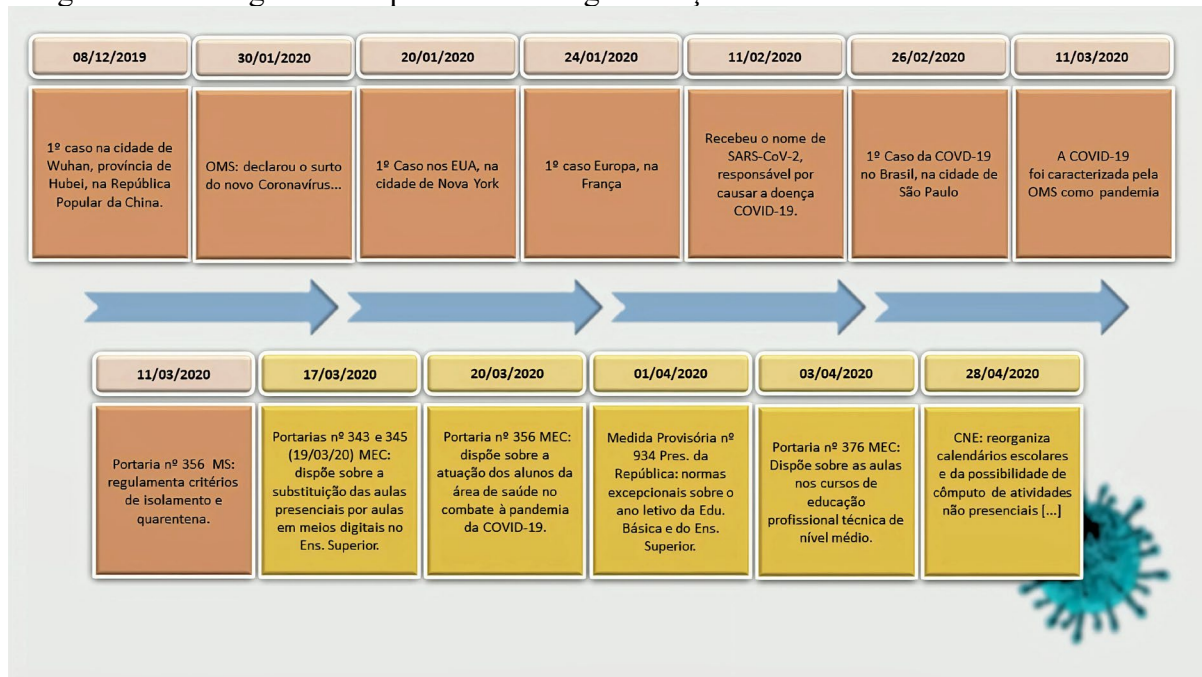 08/12/2019
30/01/2020
20/01/2020
24/01/2020
11/02/2020
26/02/2020
11/03/2020
1º caso na cidade de
Wuhan, província de
Hubei, na República
Popular da China.
OMS: declarou o surto
do novo Coronavírus...
1º Caso nos EUA, na
cidade de Nova York
1º caso Europa, na
França
Recebeu o nome de
SARS-CoV-2,
responsável por
causar a doença
COVID-19.
1º Caso da COVD-19
no Brasil, na cidade de
São Paulo
A COVID-19
foi caracterizada pela
OMS como pandemia
11/03/2020
17/03/2020
20/03/2020
01/04/2020
03/04/2020
28/04/2020
Portaria nº 356 MS:
regulamenta critérios
de isolamento e
quarentena.
Portarias nº 343 e 345
(19/03/20) MEC:
dispõe sobre a
substituição das aulas
presenciais por aulas
em meios digitais no
Ens. Superior.
Portaria nº 356 MEC:
dispõe sobre a
atuação dos alunos da
área de saúde no
combate à pandemia
da COVID-19.
Medida Provisória nº
934 Pres. da
República: normas
excepcionais sobre o
ano letivo da Edu.
Básica e do Ens.
Superior.
Portaria nº 376 MEC:
Dispõe sobre as aulas
nos cursos de
educação
profissional técnica de
nível médio.
CNE: reorganiza
calendários escolares
e da possibilidade de
cômputo de atividades
não presenciais [...]